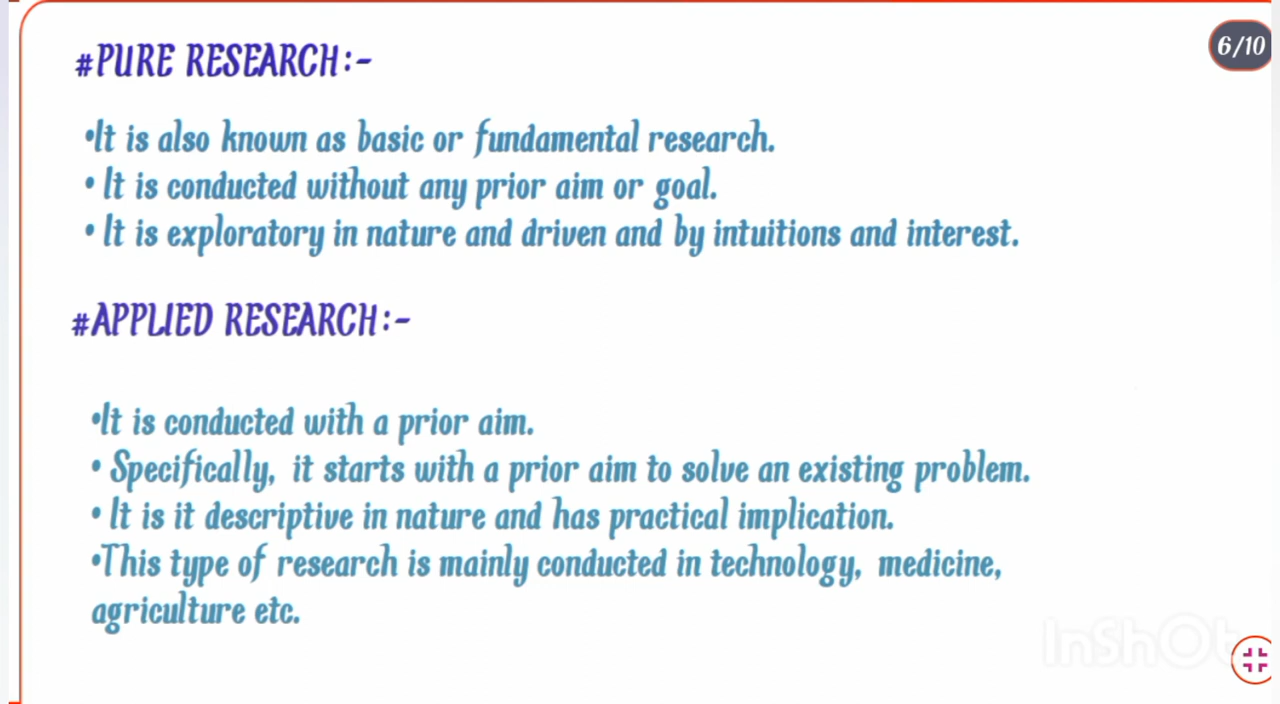 #PURE RESEARCH:-
6/10
•It is also known as basic or fundamental research.
• It is conducted without any prior aim or goal.
• It is exploratory in nature and driven and by intuitions and interest.
#APPLIED RESEARCH:-
•It is conducted with a prior aim.
• Specifically, it starts with a prior aim to solve an existing problem.
• It is it descriptive in nature and has practical implication.
•This type of research is mainly conducted in technology, medicine,
agriculture etc.
InShOt